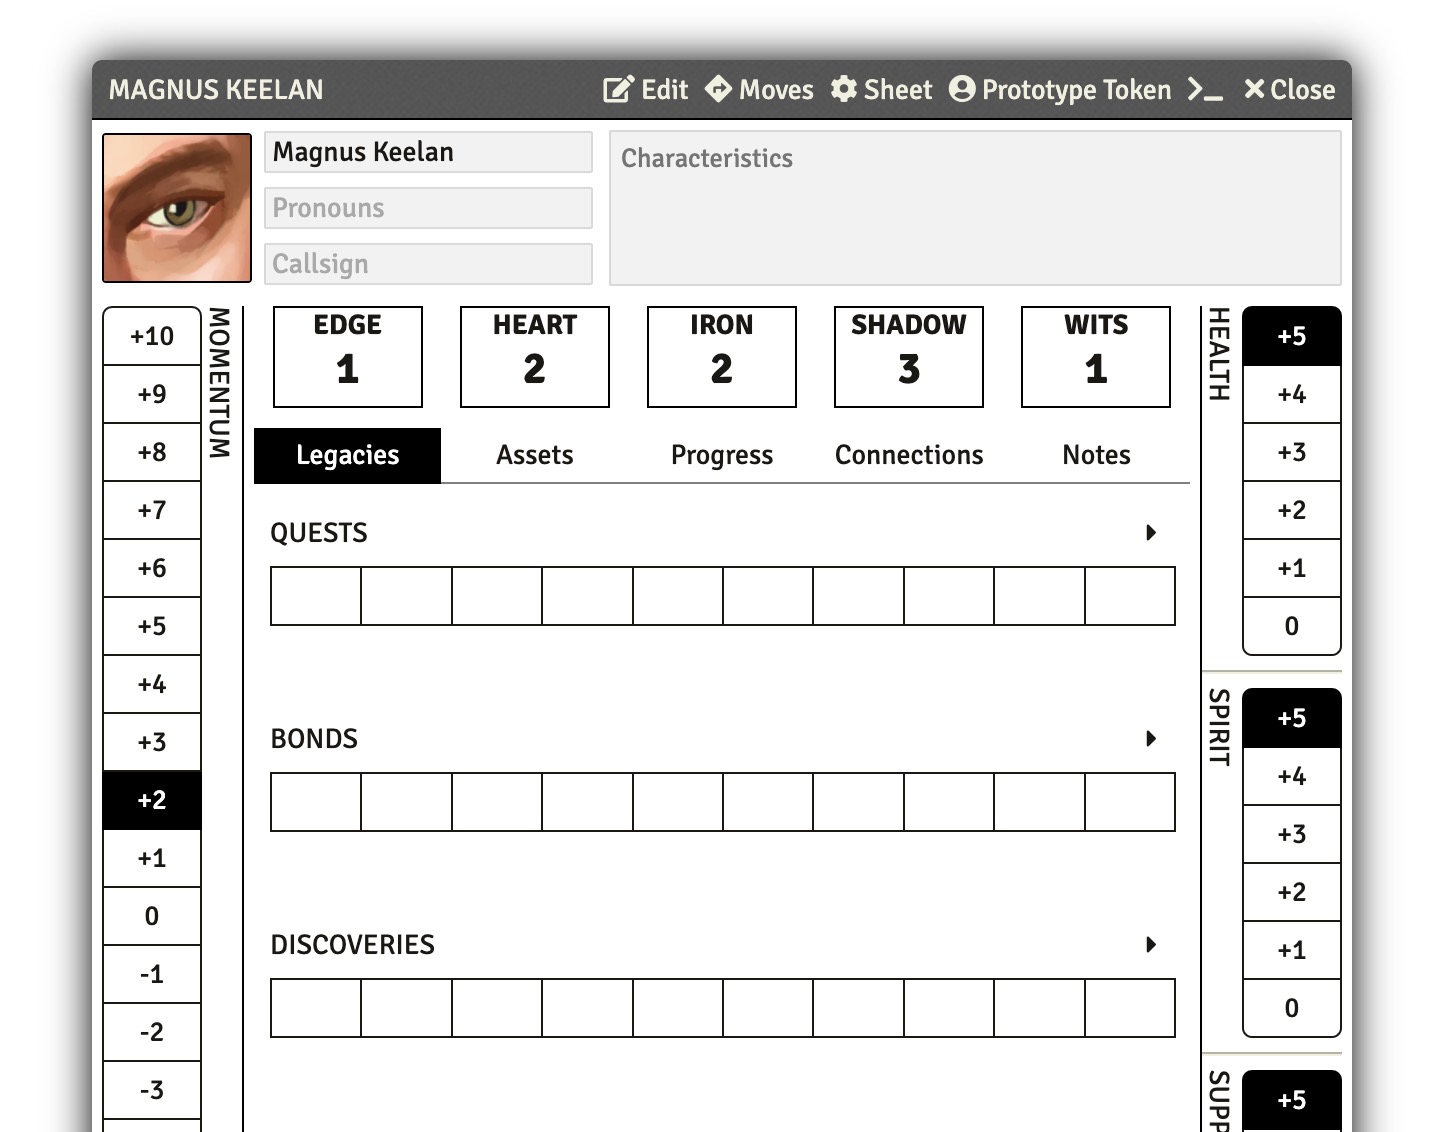 MAGNUS KEELAN Edit Moves Sheet Prototype Token Close
Magnus Keelan
Pronouns
Callsign
Characteristics
MOMENTUM
+10
+9
+8
+7
+6
+5
+4
+3
+2
+1
0
-1
-2
-3
EDGE HEART IRON SHADOW WITS
1 2 2 3 1
Legacies Assets Progress Connections Notes
QUESTS
BONDS
DISCOVERIES
HEALTH
+5
+4
+3
+2
+1
0
SPIRIT
+5
+4
+3
+2
+1
0
SUPP
+5